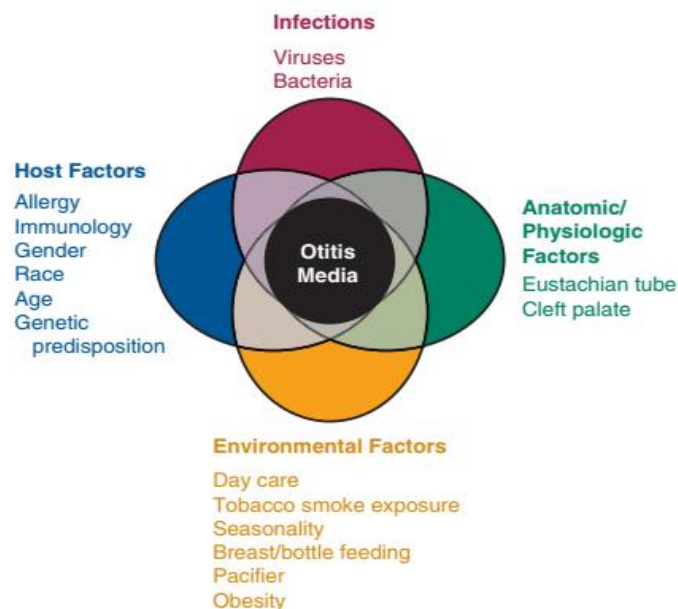 Infections
Viruses
Bacteria
Host Factors
Allergy
Immunology
Gender
Race
Age
Genetic
predisposition
Otitis
Media
Anatomic/
Physiologic
Factors
Eustachian tube
Cleft palate
Environmental Factors
Day care
Tobacco smoke exposure
Seasonality
Breast/bottle feeding
Pacifier
Obesity